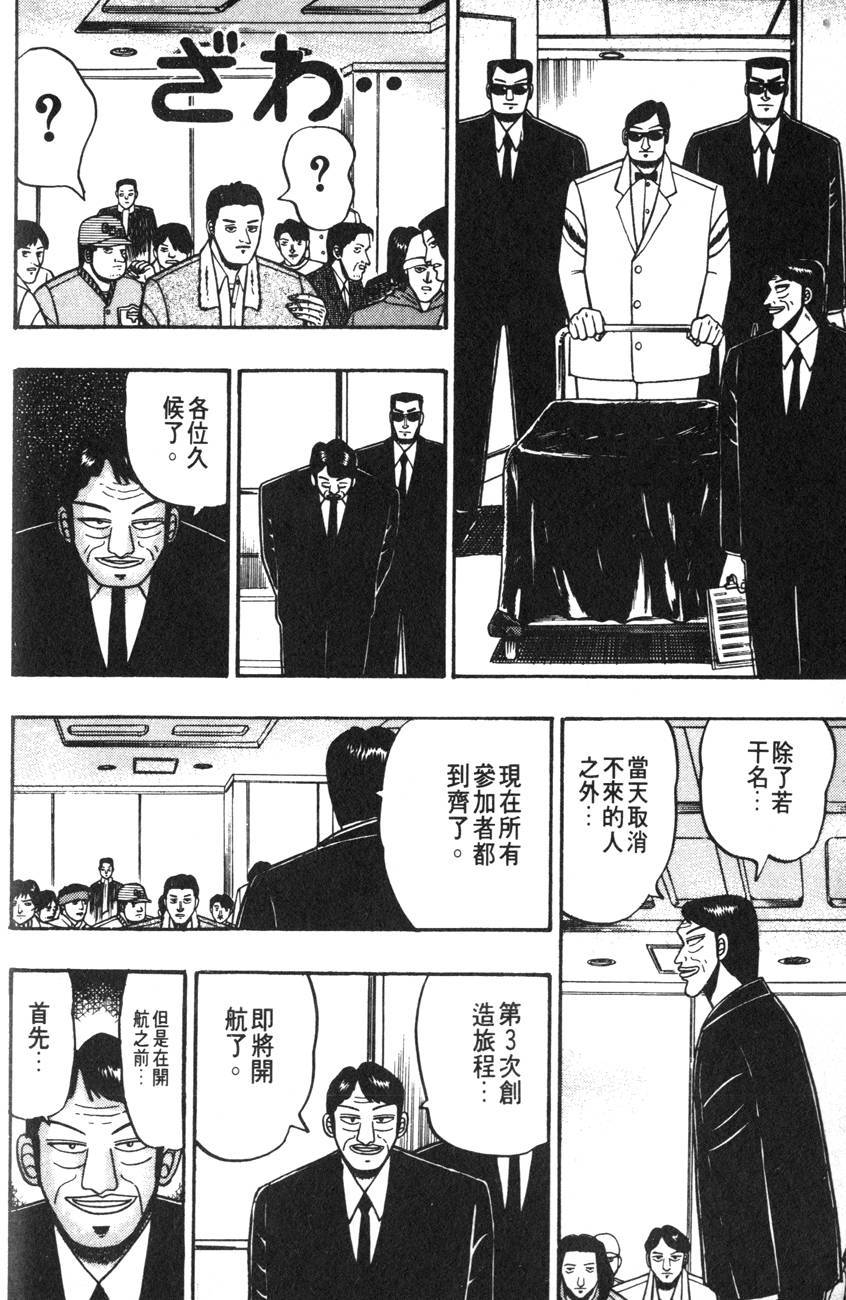 ざわ‥
？
？
各位久
候了。
除了若
干名…
當天取消
不來的人
之外…
現在所有
參加者都
到齊了。
第3次創
造旅程…
即將開
航了。
但是在開
航之前…
首先…